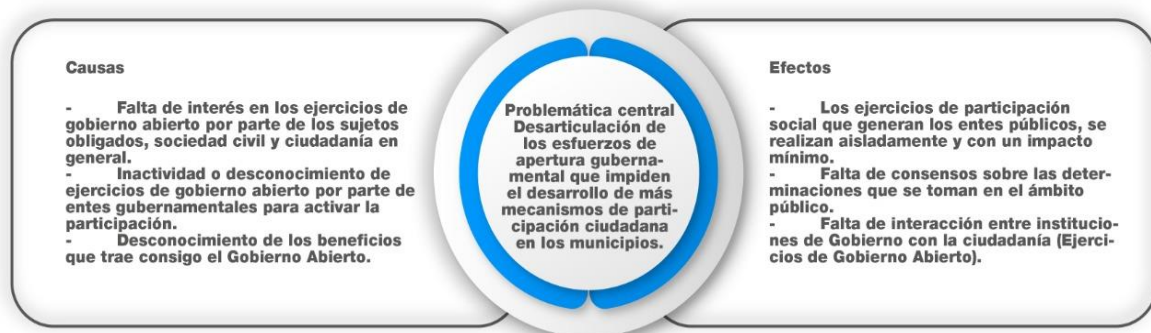 Causas
- Falta de interés en los ejercicios de
gobierno abierto por parte de los sujetos
obligados, sociedad civil y ciudadanía en
general.
- Inactividad o desconocimiento de
ejercicios de gobierno abierto por parte de
entes gubernamentales para activar la
participación.
- Desconocimiento de los beneficios
que trae consigo el Gobierno Abierto.
Problemática central
Desarticulación de
los esfuerzos de
apertura guberna-
mental que impiden
el desarrollo de más
mecanismos de parti-
cipación ciudadana
en los municipios.
Efectos
- Los ejercicios de participación
social que generan los entes públicos, se
realizan aisladamente y con un impacto
mínimo.
- Falta de consensos sobre las deter-
minaciones que se toman en el ámbito
público.
- Falta de interacción entre institucio-
nes de Gobierno con la ciudadanía (Ejerci-
cios de Gobierno Abierto).